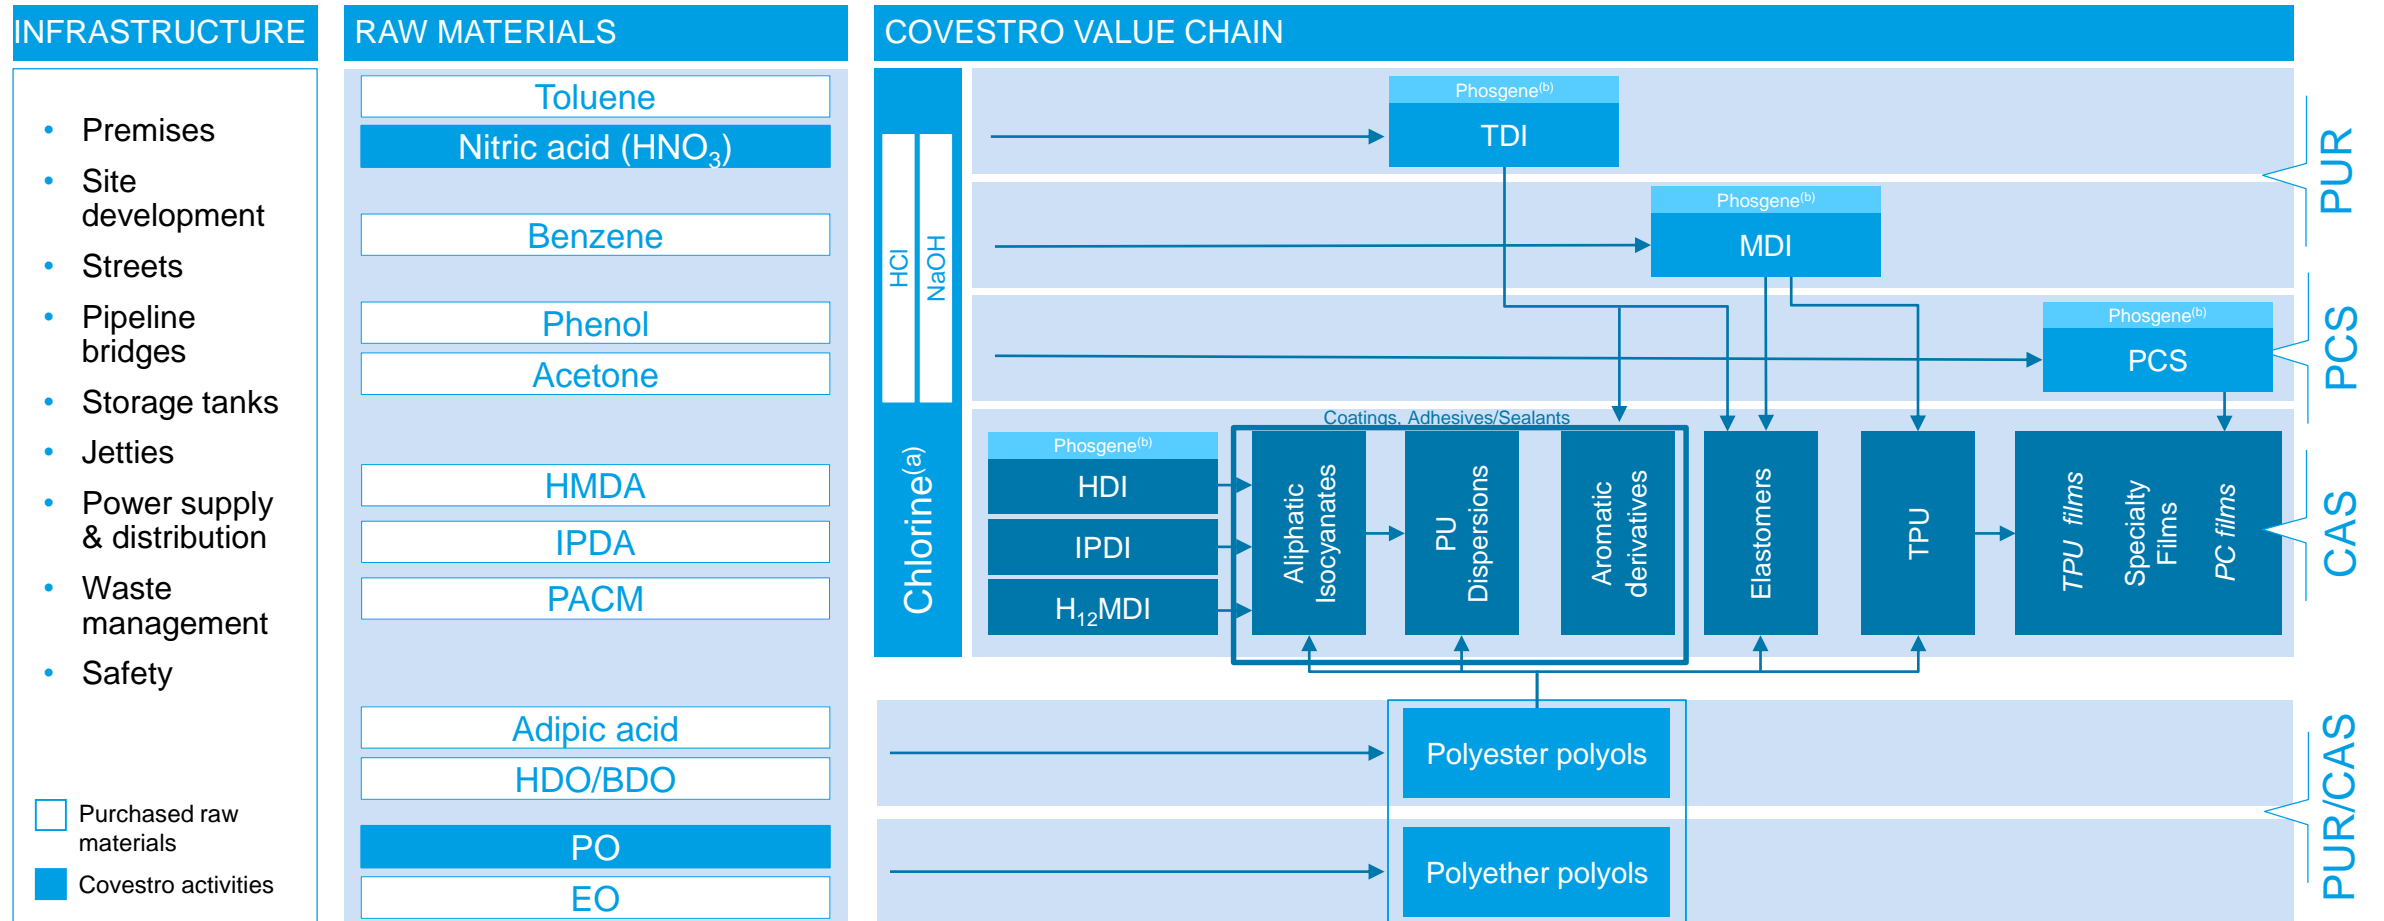 INFRASTRUCTURE
• Premises
• Site
development
• Streets
• Pipeline
bridges
• Storage tanks
• Jetties
• Power supply
& distribution
• Waste
management
• Safety
Purchased raw
materials
Covestro activities
RAW MATERIALS
Toluene
Nitric acid (HNO₃)
Benzene
Phenol
Acetone
HMDA
IPDA
PACM
Adipic acid
HDO/BDO
PO
EO
COVESTRO VALUE CHAIN
HCl
NaOH
Chlorine(a)
Phosgene(b)
TDI
Phosgene(b)
MDI
Phosgene(b)
PCS
Coatings, Adhesives/Sealants
Phosgene(b)
HDI
IPDI
H₁₂MDI
Aliphatic
Isocyanates
PU
Dispersions
Aromatic
derivatives
Elastomers
TPU
TPU films
Specialty
Films
PC films
Polyester polyols
Polyether polyols
PUR
PCS
CAS
PUR/CAS